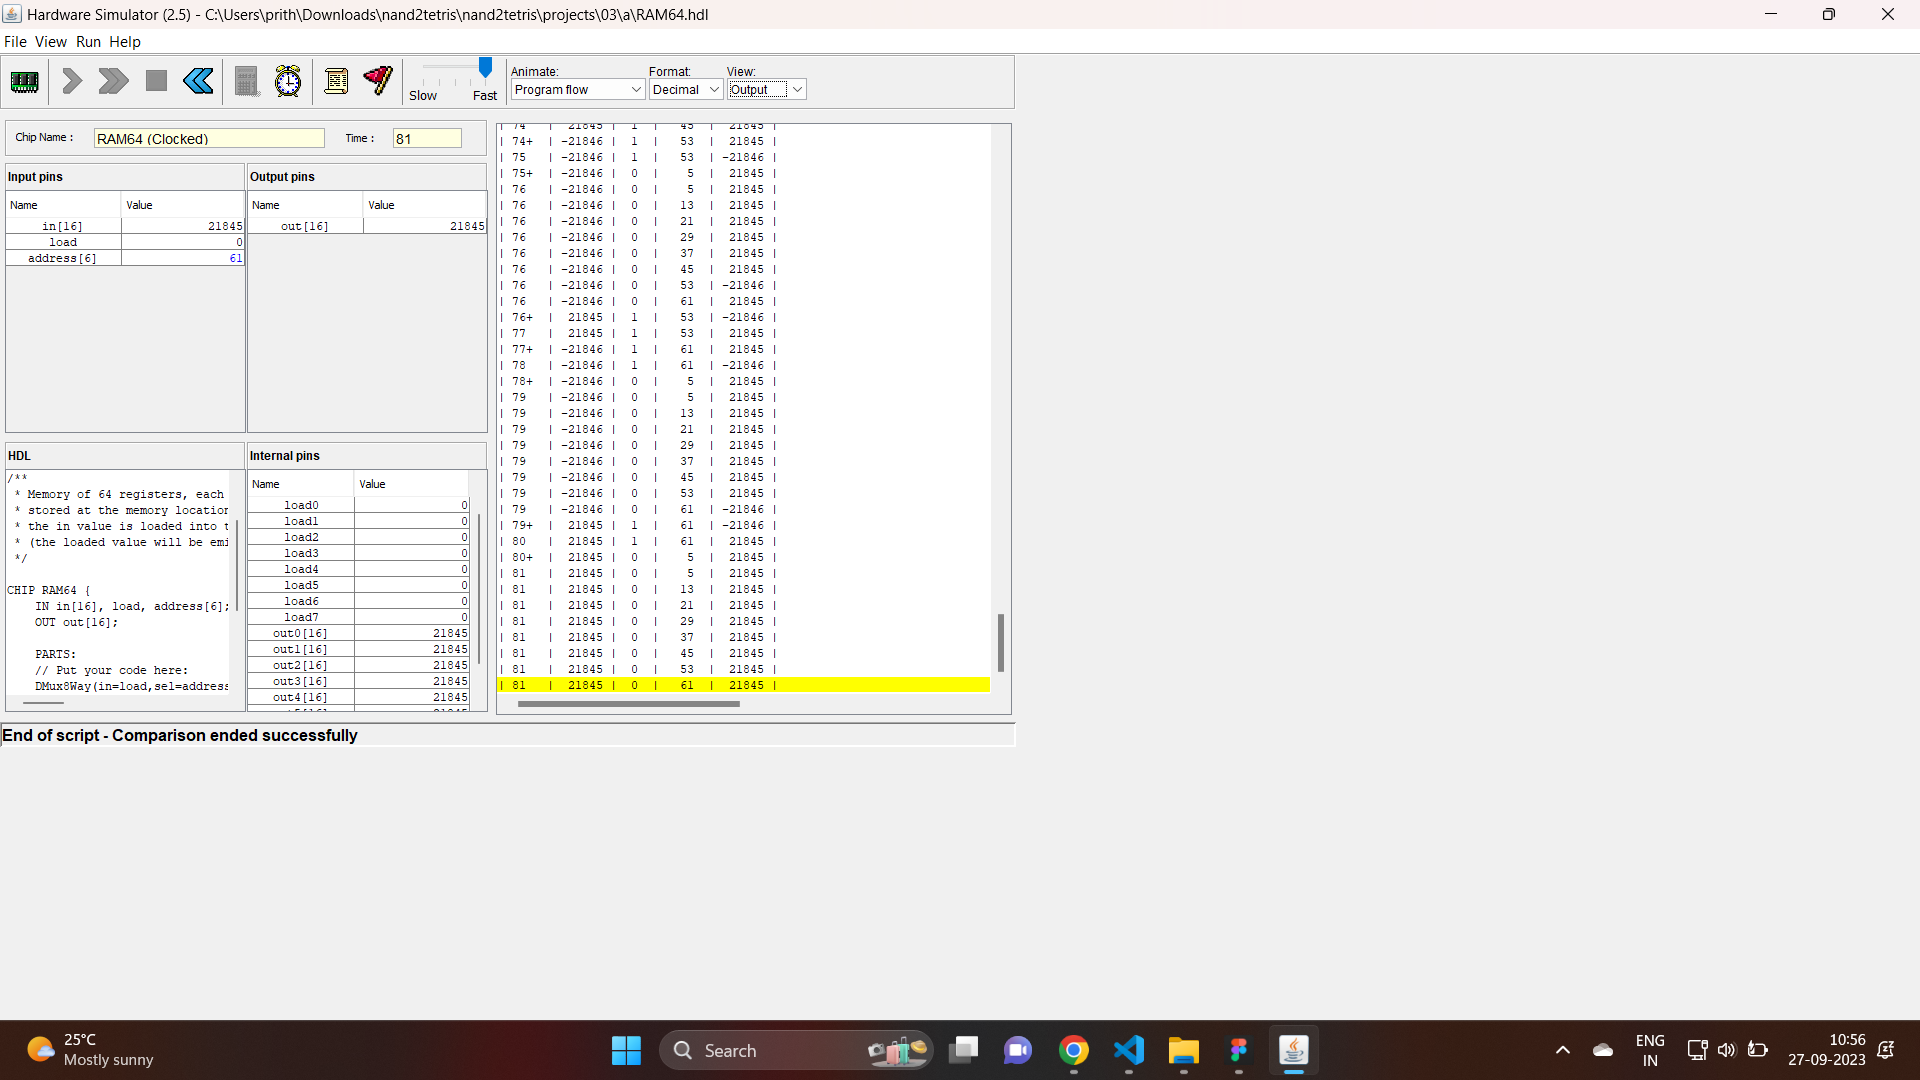 Hardware Simulator (2.5) - C:\Users\prith\Downloads\nand2tetris\nand2tetris\projects\03\a\RAM64.hdl
File View Run Help
Slow Fast
Animate: Format: View:
Program flow Decimal Output
Chip Name : RAM64 (Clocked) Time : 81
Input pins
Name Value
in[16] 21845
load 0
address[6] 61
Output pins
Name Value
out[16] 21845
HDL
/**
* Memory of 64 registers, each
* stored at the memory location
* the in value is loaded into t
* (the loaded value will be emi
*/
CHIP RAM64 {
IN in[16], load, address[6];
OUT out[16];
PARTS:
// Put your code here:
DMux8Way(in=load,sel=address
Internal pins
Name Value
load0 0
load1 0
load2 0
load3 0
load4 0
load5 0
load6 0
load7 0
out0[16] 21845
out1[16] 21845
out2[16] 21845
out3[16] 21845
out4[16] 21845
| 74 | 21845 | 1 | 45 | 21845 |
| 74+ | -21846 | 1 | 53 | 21845 |
| 75 | -21846 | 1 | 53 | -21846 |
| 75+ | -21846 | 0 | 5 | 21845 |
| 76 | -21846 | 0 | 5 | 21845 |
| 76 | -21846 | 0 | 13 | 21845 |
| 76 | -21846 | 0 | 21 | 21845 |
| 76 | -21846 | 0 | 29 | 21845 |
| 76 | -21846 | 0 | 37 | 21845 |
| 76 | -21846 | 0 | 45 | 21845 |
| 76 | -21846 | 0 | 53 | -21846 |
| 76 | -21846 | 0 | 61 | 21845 |
| 76+ | 21845 | 1 | 53 | -21846 |
| 77 | 21845 | 1 | 53 | 21845 |
| 77+ | -21846 | 1 | 61 | 21845 |
| 78 | -21846 | 1 | 61 | -21846 |
| 78+ | -21846 | 0 | 5 | 21845 |
| 79 | -21846 | 0 | 5 | 21845 |
| 79 | -21846 | 0 | 13 | 21845 |
| 79 | -21846 | 0 | 21 | 21845 |
| 79 | -21846 | 0 | 29 | 21845 |
| 79 | -21846 | 0 | 37 | 21845 |
| 79 | -21846 | 0 | 45 | 21845 |
| 79 | -21846 | 0 | 53 | 21845 |
| 79 | -21846 | 0 | 61 | -21846 |
| 79+ | 21845 | 1 | 61 | -21846 |
| 80 | 21845 | 1 | 61 | 21845 |
| 80+ | 21845 | 0 | 5 | 21845 |
| 81 | 21845 | 0 | 5 | 21845 |
| 81 | 21845 | 0 | 13 | 21845 |
| 81 | 21845 | 0 | 21 | 21845 |
| 81 | 21845 | 0 | 29 | 21845 |
| 81 | 21845 | 0 | 37 | 21845 |
| 81 | 21845 | 0 | 45 | 21845 |
| 81 | 21845 | 0 | 53 | 21845 |
| 81 | 21845 | 0 | 61 | 21845 |
End of script - Comparison ended successfully
25°C
Mostly sunny
Search
ENG
IN
10:56
27-09-2023